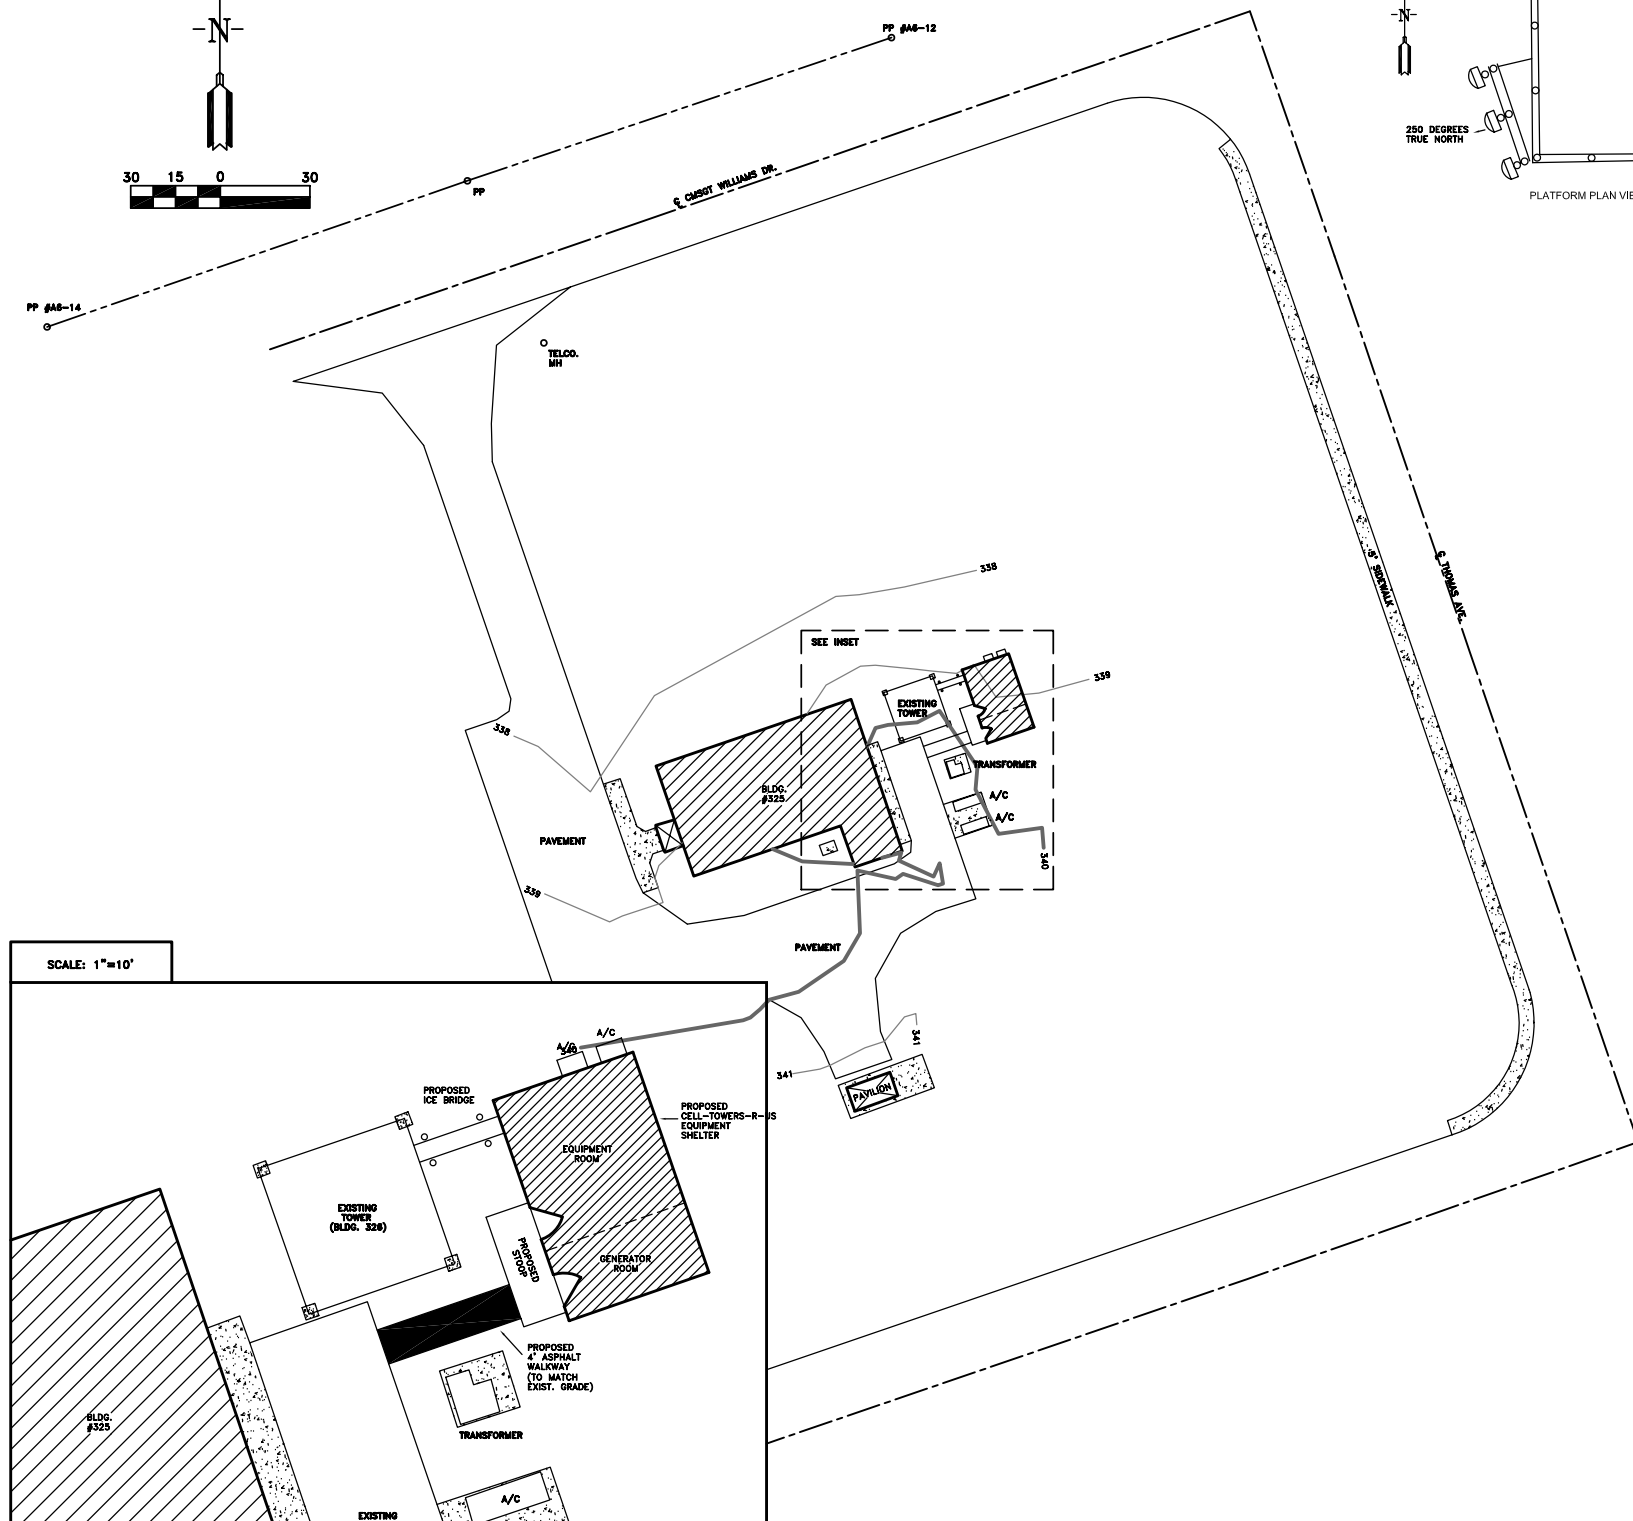 -N-
30 15 0 30
PP #A6-12
PP
PP #A6-14
℄ CMSGT WILLIAMS DR.
-N-
250 DEGREES
TRUE NORTH
PLATFORM PLAN VIE
TELCO.
MH
5' SIDEWALK
℄ THOMAS AVE.
338
SEE INSET
339
338
EXISTING
TOWER
TRANSFORMER
BLDG.
#325
A/C
A/C
PAVEMENT
340
339
PAVEMENT
341
341
PAVILION
SCALE: 1"=10'
A/C
A/C
340
PROPOSED
ICE BRIDGE
PROPOSED
CELL-TOWERS-R-US
EQUIPMENT
SHELTER
EQUIPMENT
ROOM
EXISTING
TOWER
(BLDG. 326)
PROPOSED
STOOP
GENERATOR
ROOM
PROPOSED
4' ASPHALT
WALKWAY
(TO MATCH
EXIST. GRADE)
BLDG.
#325
TRANSFORMER
A/C
EXISTING